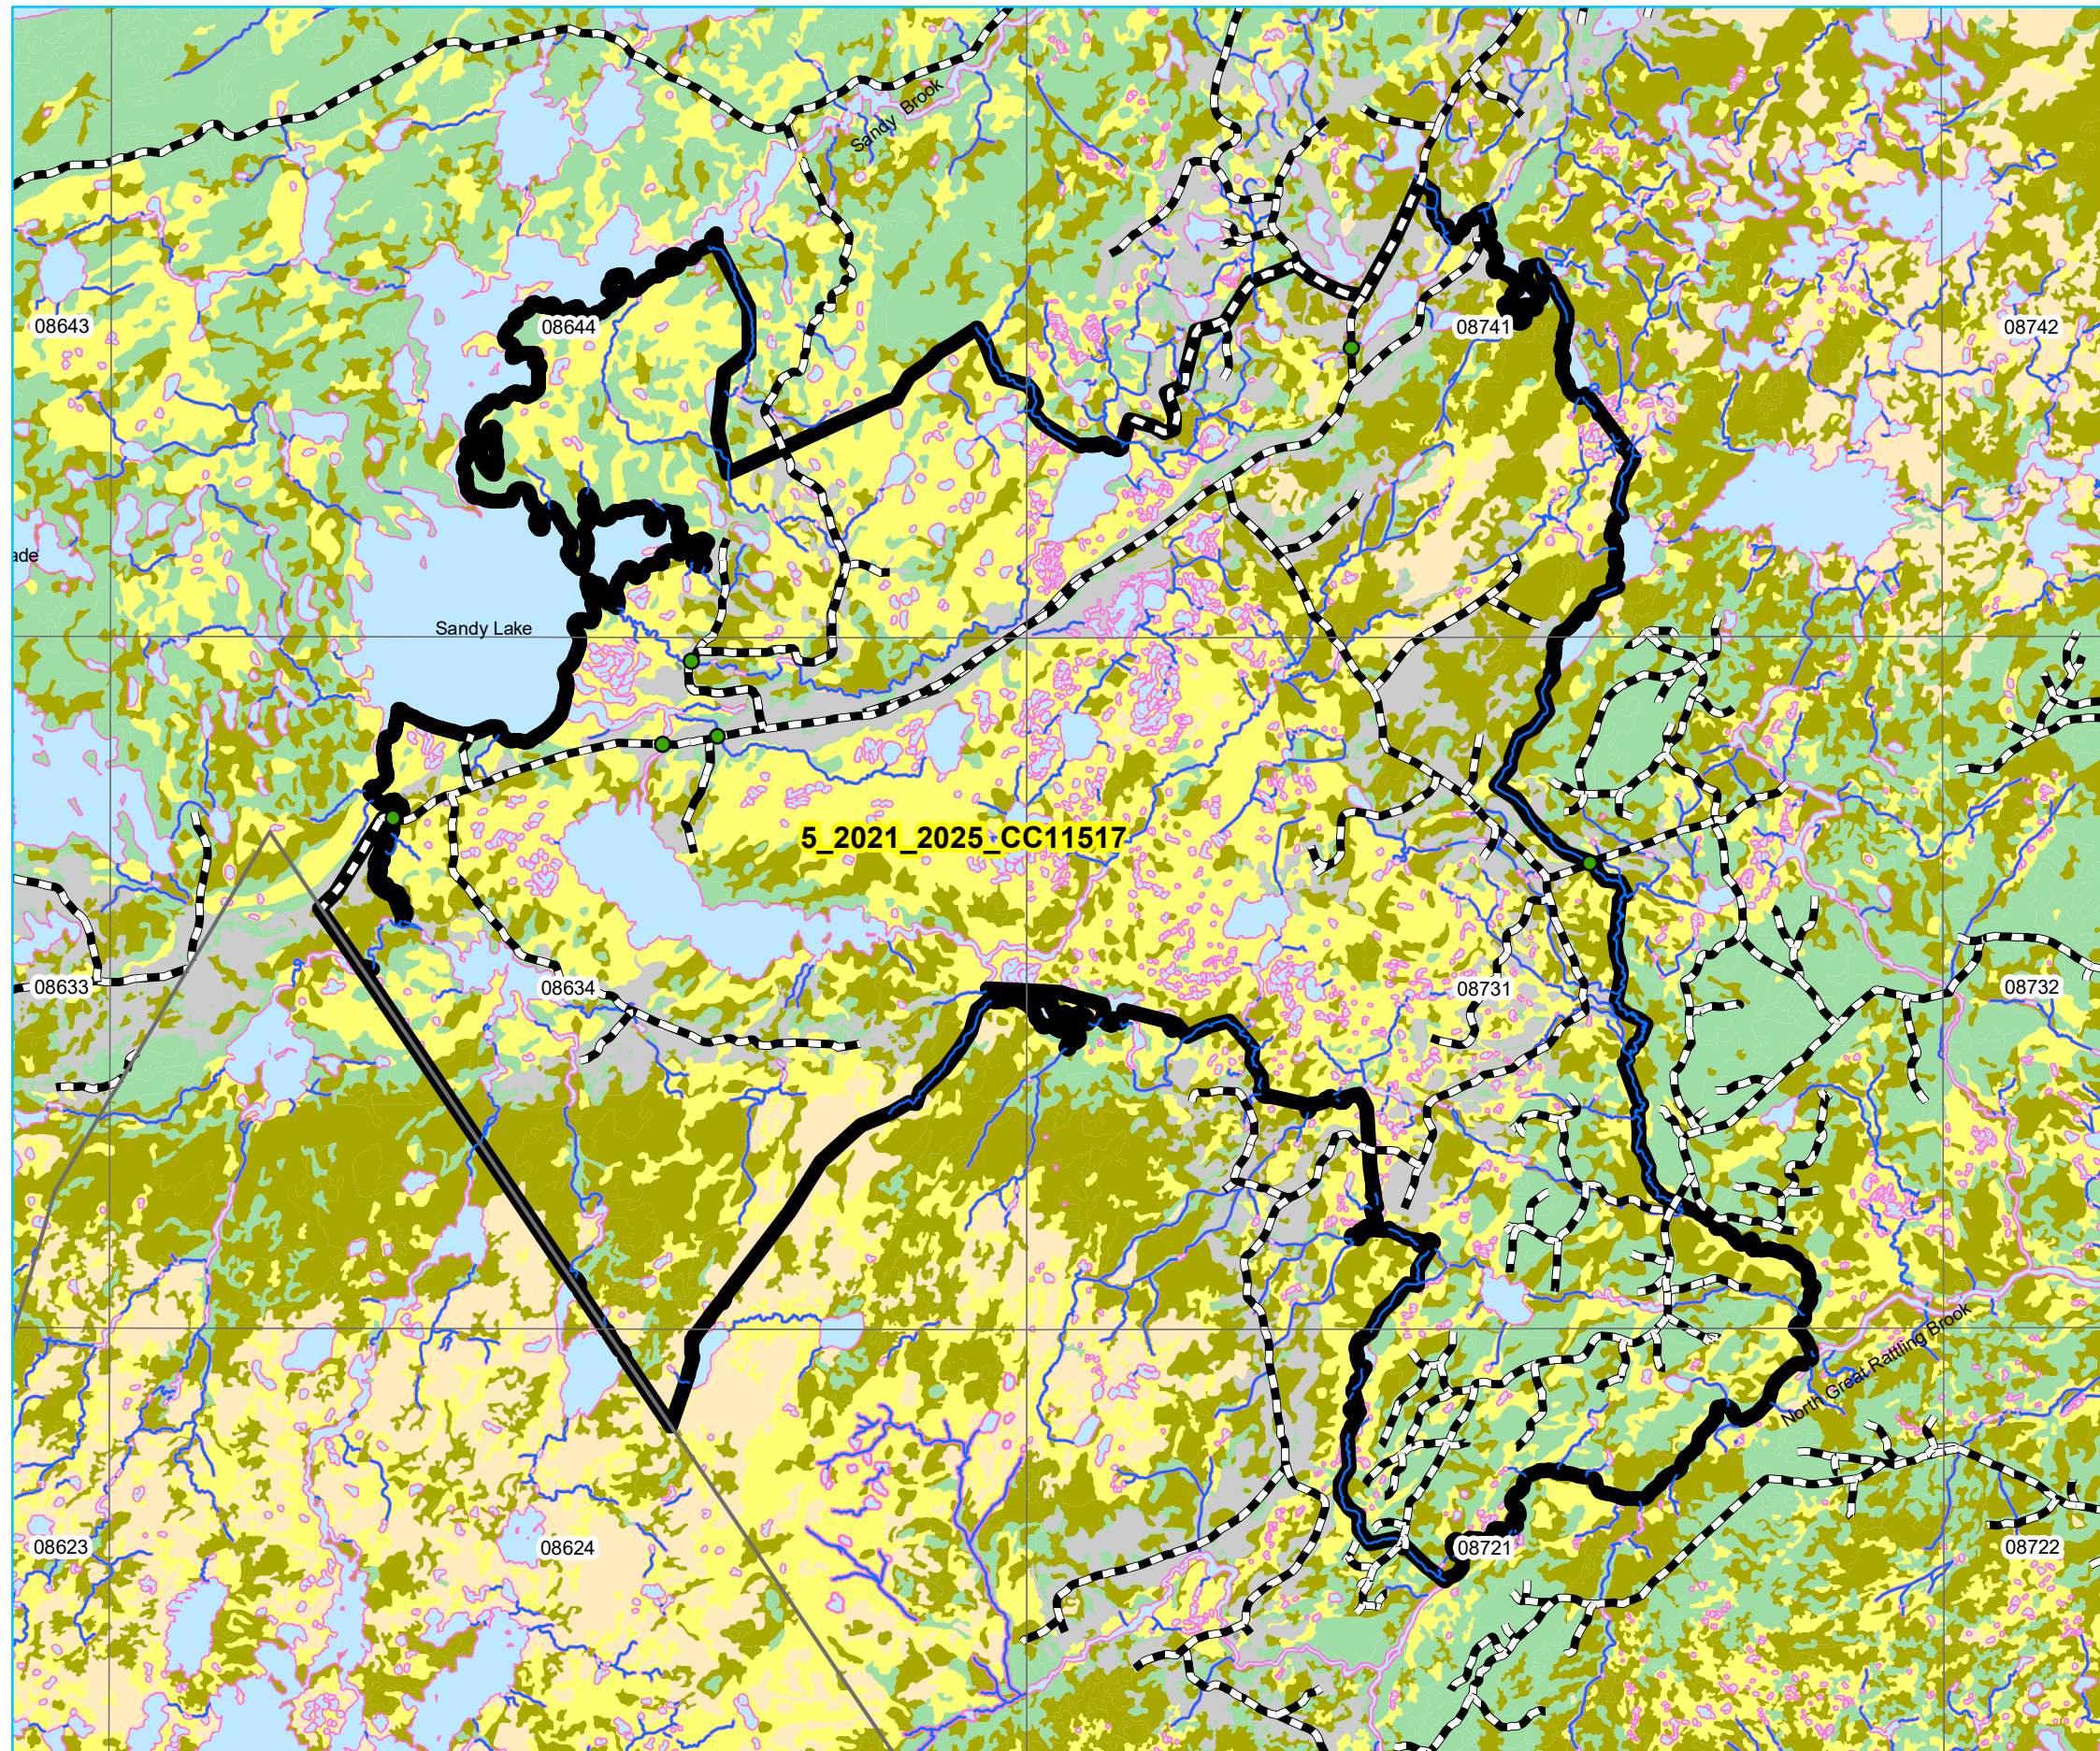 Sandy Brook
08643
08644
08741
08742
ade
Sandy Lake
5_2021_2025_CC11517
08633
08634
08731
08732
North Great Rattling Brook
08623
08624
08721
08722